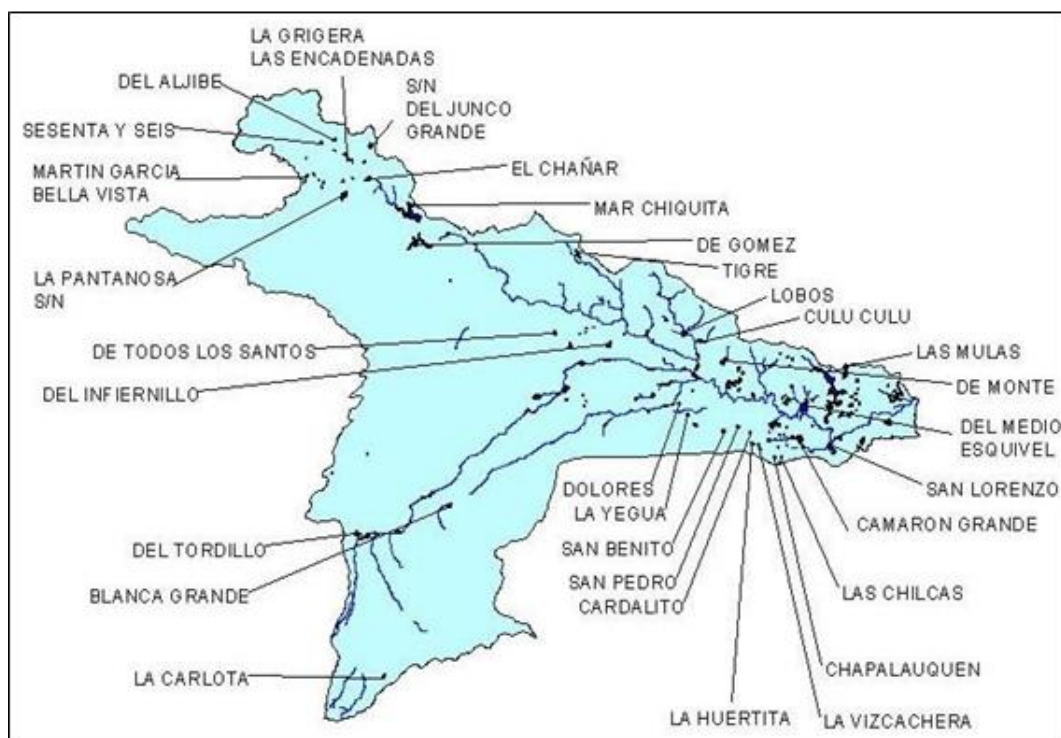 LA GRIGERA
LAS ENCADENADAS
DEL ALJIBE
S/N
DEL JUNCO
GRANDE
SESENTA Y SEIS
MARTIN GARCIA
BELLA VISTA
EL CHAÑAR
MAR CHIQUITA
DE GOMEZ
TIGRE
LA PANTANOSA
S/N
LOBOS
CULU CULU
DE TODOS LOS SANTOS
LAS MULAS
DEL INFIERNILLO
DE MONTE
DEL MEDIO
ESQUIVEL
DOLORES
LA YEGUA
SAN LORENZO
CAMARON GRANDE
DEL TORDILLO
SAN BENITO
BLANCA GRANDE
SAN PEDRO
CARDALITO
LAS CHILCAS
LA CARLOTA
CHAPALAUQUEN
LA HUERTITA
LA VIZCACHERA